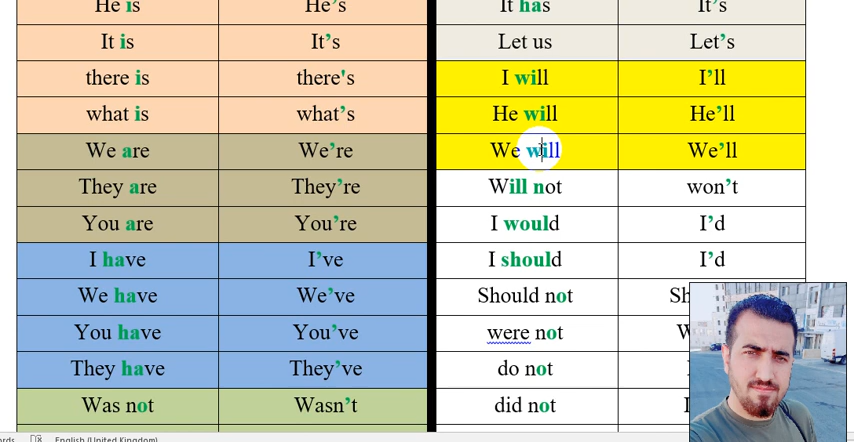 He is He's It has It's
It is It's Let us Let's
there is there's I will I'll
what is what's He will He'll
We are We're We will We'll
They are They're Will not won't
You are You're I would I'd
I have I've I should I'd
We have We've Should not Sh
You have You've were not W
They have They've do not
Was not Wasn't did not
English (United Kingdom)